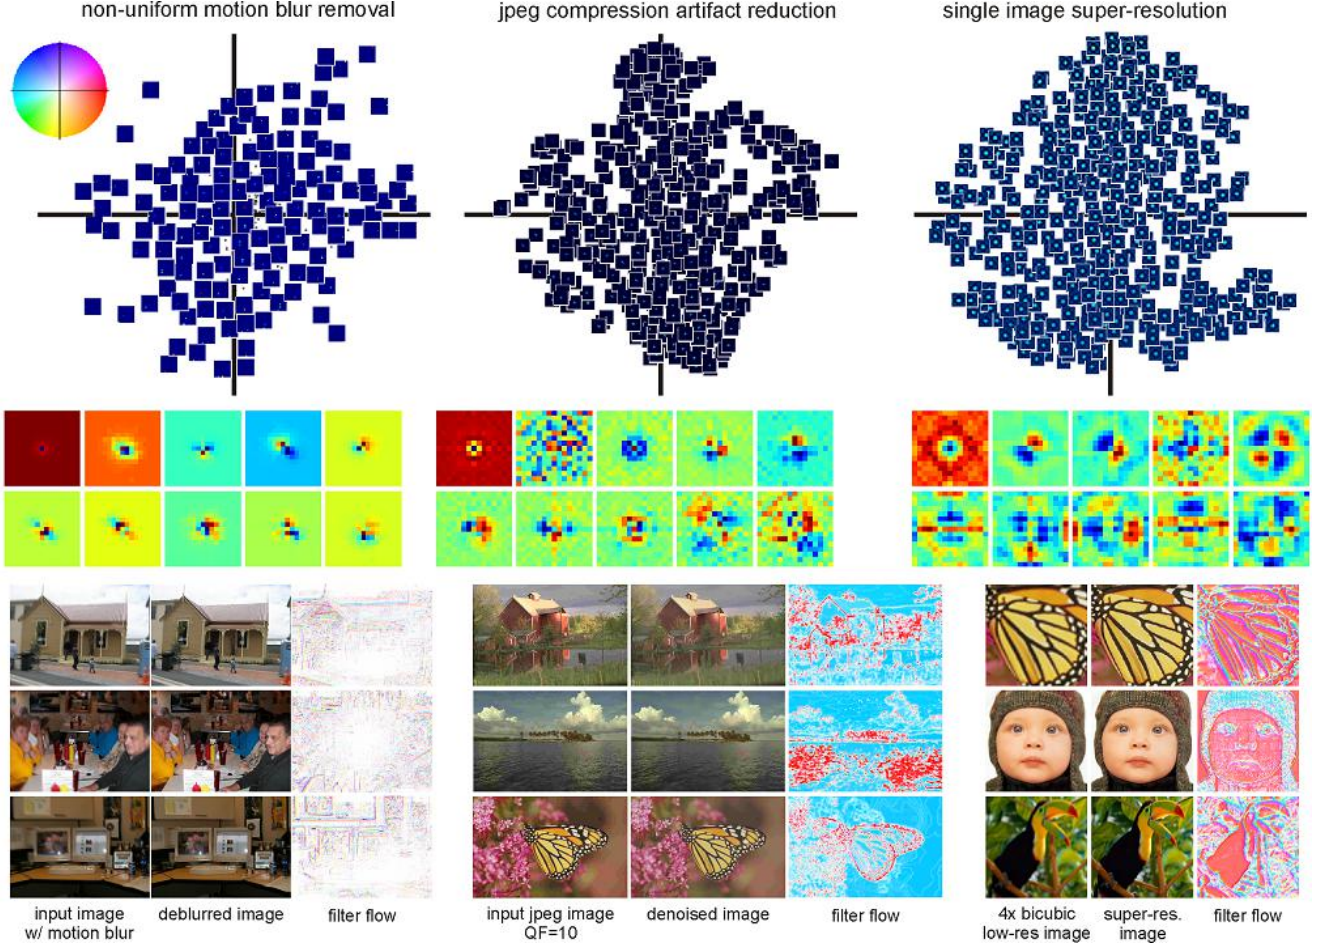 non-uniform motion blur removal
jpeg compression artifact reduction
single image super-resolution
input image
w/ motion blur
deblurred image
filter flow
input jpeg image
QF=10
denoised image
filter flow
4x bicubic
low-res image
super-res.
image
filter flow